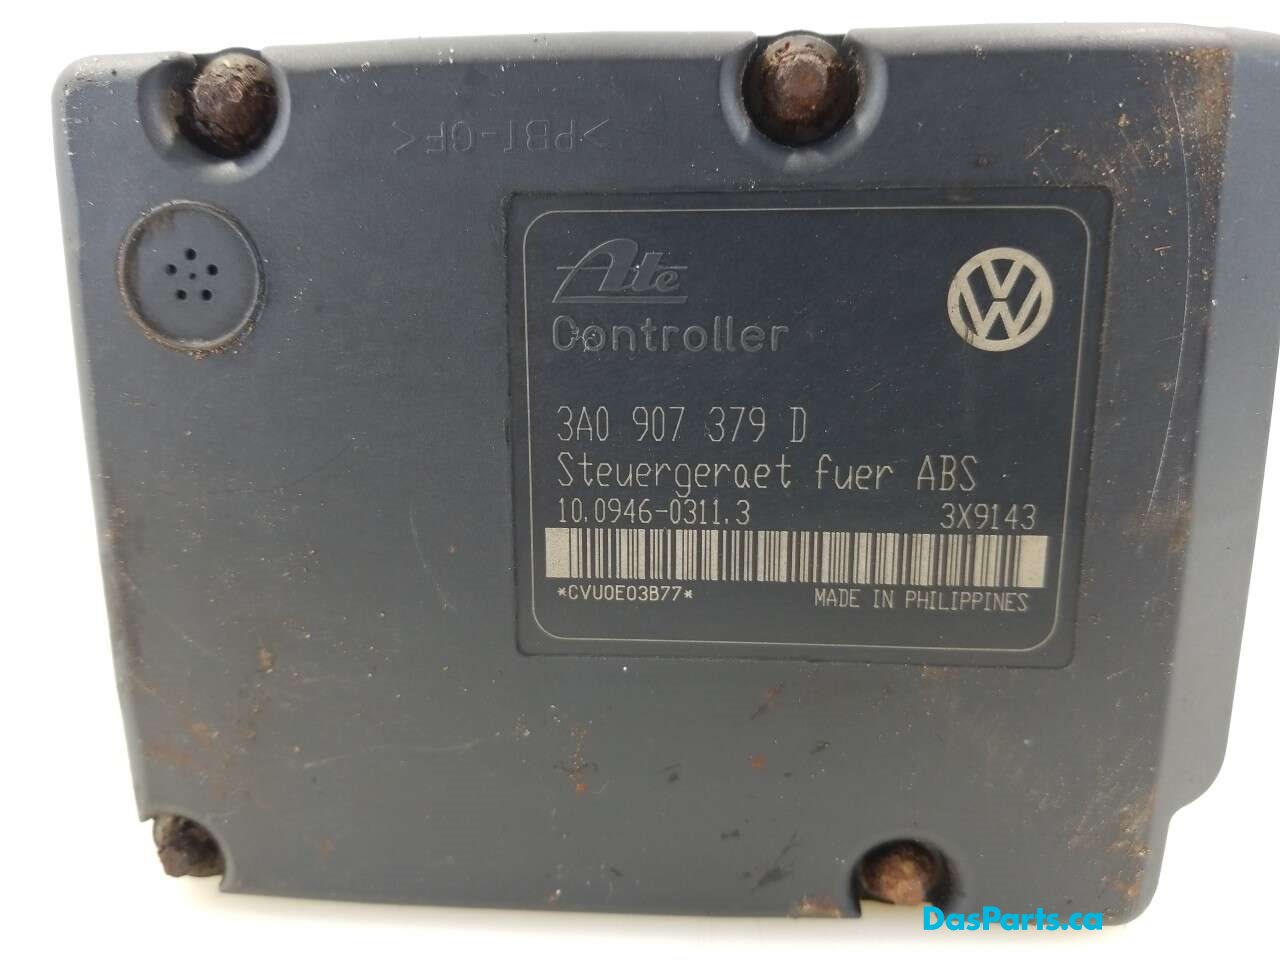 >PBT-GF<
Ate
Controller
3A0 907 379 D
Steuergeraet fuer ABS
10.0946-0311.3 3X9143
*CVU0E03B77* MADE IN PHILIPPINES
DasParts.ca